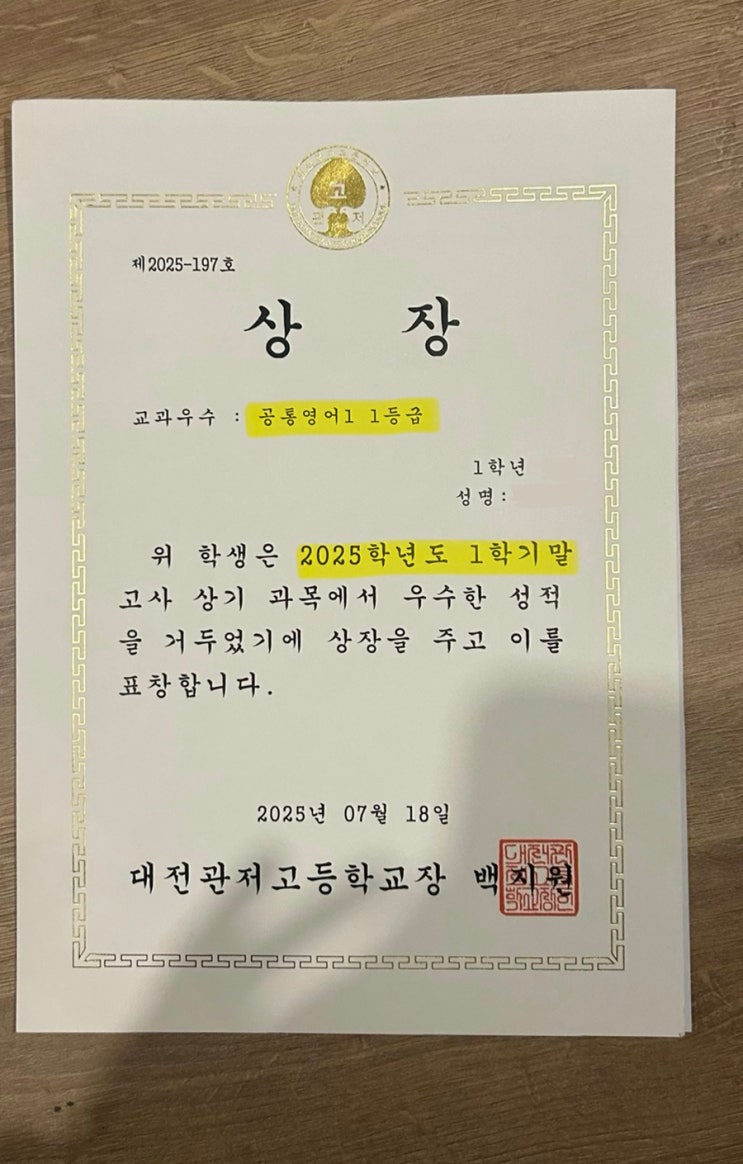 고
관 저
제2025-197호
상 장
교과우수 : 공통영어1 1등급
1학년
성명:
위 학생은 2025학년도 1학기말
고사 상기 과목에서 우수한 성적
을 거두었기에 상장을 주고 이를
표창합니다.
2025년 07월 18일
대전관저고등학교장 백지원